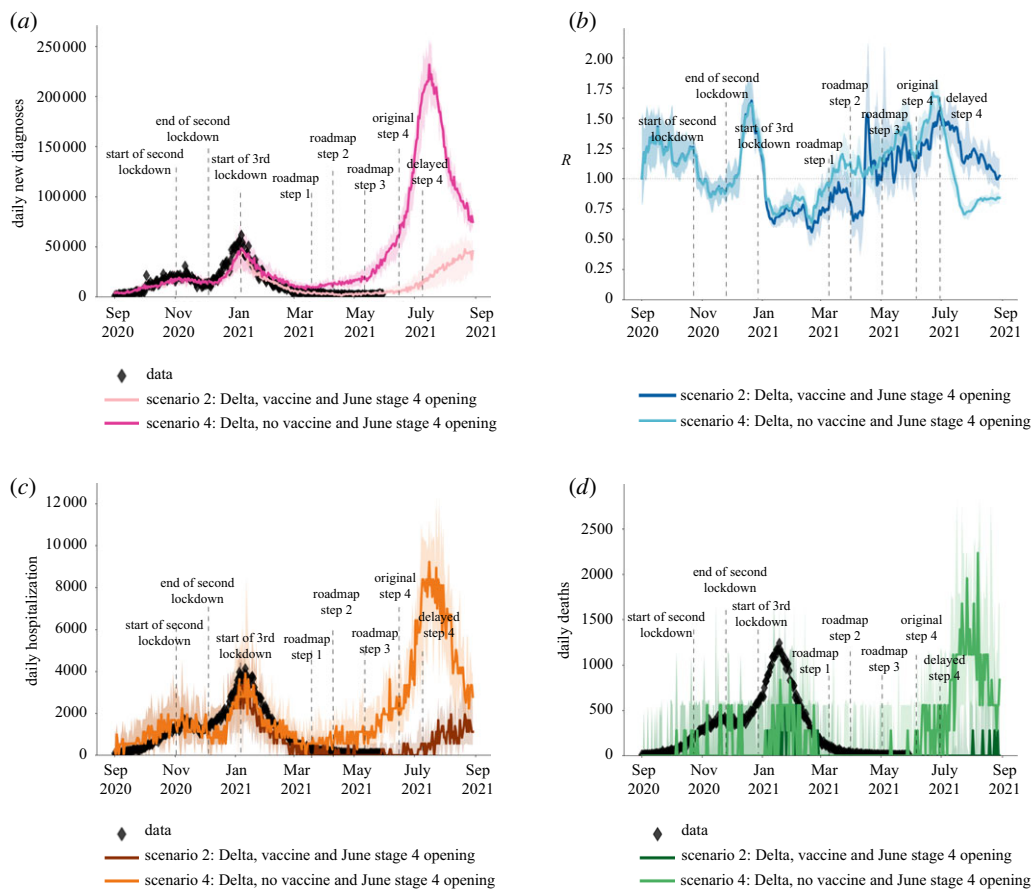 (a)
250 000
200 000
150 000
100 000
50 000
0
daily new diagnoses
start of second
lockdown
end of second
lockdown
start of 3rd
lockdown
roadmap
step 1
roadmap
step 2
roadmap
step 3
original
step 4
delayed
step 4
Sep
2020
Nov
2020
Jan
2021
Mar
2021
May
2021
July
2021
Sep
2021
data
scenario 2: Delta, vaccine and June stage 4 opening
scenario 4: Delta, no vaccine and June stage 4 opening
(b)
1.75
1.50
1.25
1.00
0.75
0.50
0.25
0
R
start of second
lockdown
end of second
lockdown
start of 3rd
lockdown
roadmap
step 1
roadmap
step 2
roadmap
step 3
original
step 4
delayed
step 4
Sep
2020
Nov
2020
Jan
2021
Mar
2021
May
2021
July
2021
Sep
2021
scenario 2: Delta, vaccine and June stage 4 opening
scenario 4: Delta, no vaccine and June stage 4 opening
(c)
12 000
10 000
8000
6000
4000
2000
0
daily hospitalization
start of second
lockdown
end of second
lockdown
start of 3rd
lockdown
roadmap
step 1
roadmap
step 2
roadmap
step 3
original
step 4
delayed
step 4
Sep
2020
Nov
2020
Jan
2021
Mar
2021
May
2021
July
2021
Sep
2021
data
scenario 2: Delta, vaccine and June stage 4 opening
scenario 4: Delta, no vaccine and June stage 4 opening
(d)
2500
2000
1500
1000
500
0
daily deaths
start of second
lockdown
end of second
lockdown
start of 3rd
lockdown
roadmap
step 1
roadmap
step 2
roadmap
step 3
original
step 4
delayed
step 4
Sep
2020
Nov
2020
Jan
2021
Mar
2021
May
2021
July
2021
Sep
2021
data
scenario 2: Delta, vaccine and June stage 4 opening
scenario 4: Delta, no vaccine and June stage 4 opening